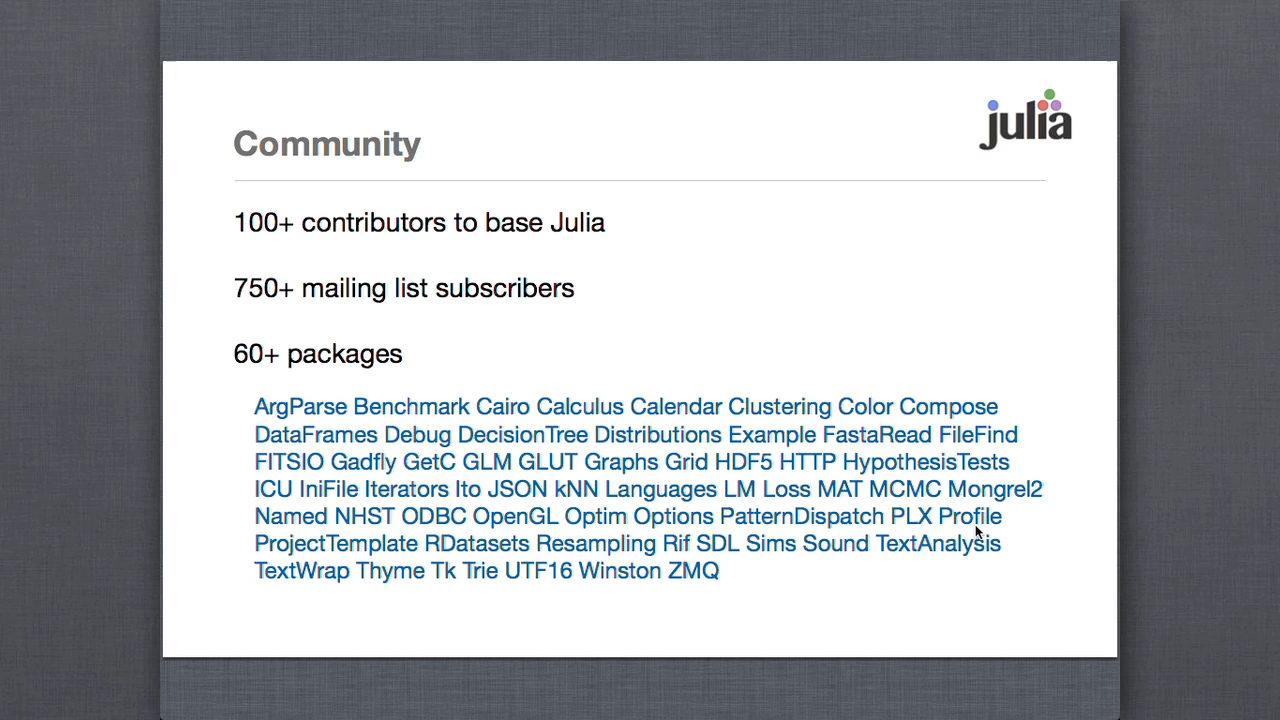 julia
Community
100+ contributors to base Julia
750+ mailing list subscribers
60+ packages
ArgParse Benchmark Cairo Calculus Calendar Clustering Color Compose
DataFrames Debug DecisionTree Distributions Example FastaRead FileFind
FITSIO Gadfly GetC GLM GLUT Graphs Grid HDF5 HTTP HypothesisTests
ICU IniFile Iterators Ito JSON kNN Languages LM Loss MAT MCMC Mongrel2
Named NHST ODBC OpenGL Optim Options PatternDispatch PLX Profile
ProjectTemplate RDatasets Resampling Rif SDL Sims Sound TextAnalysis
TextWrap Thyme Tk Trie UTF16 Winston ZMQ